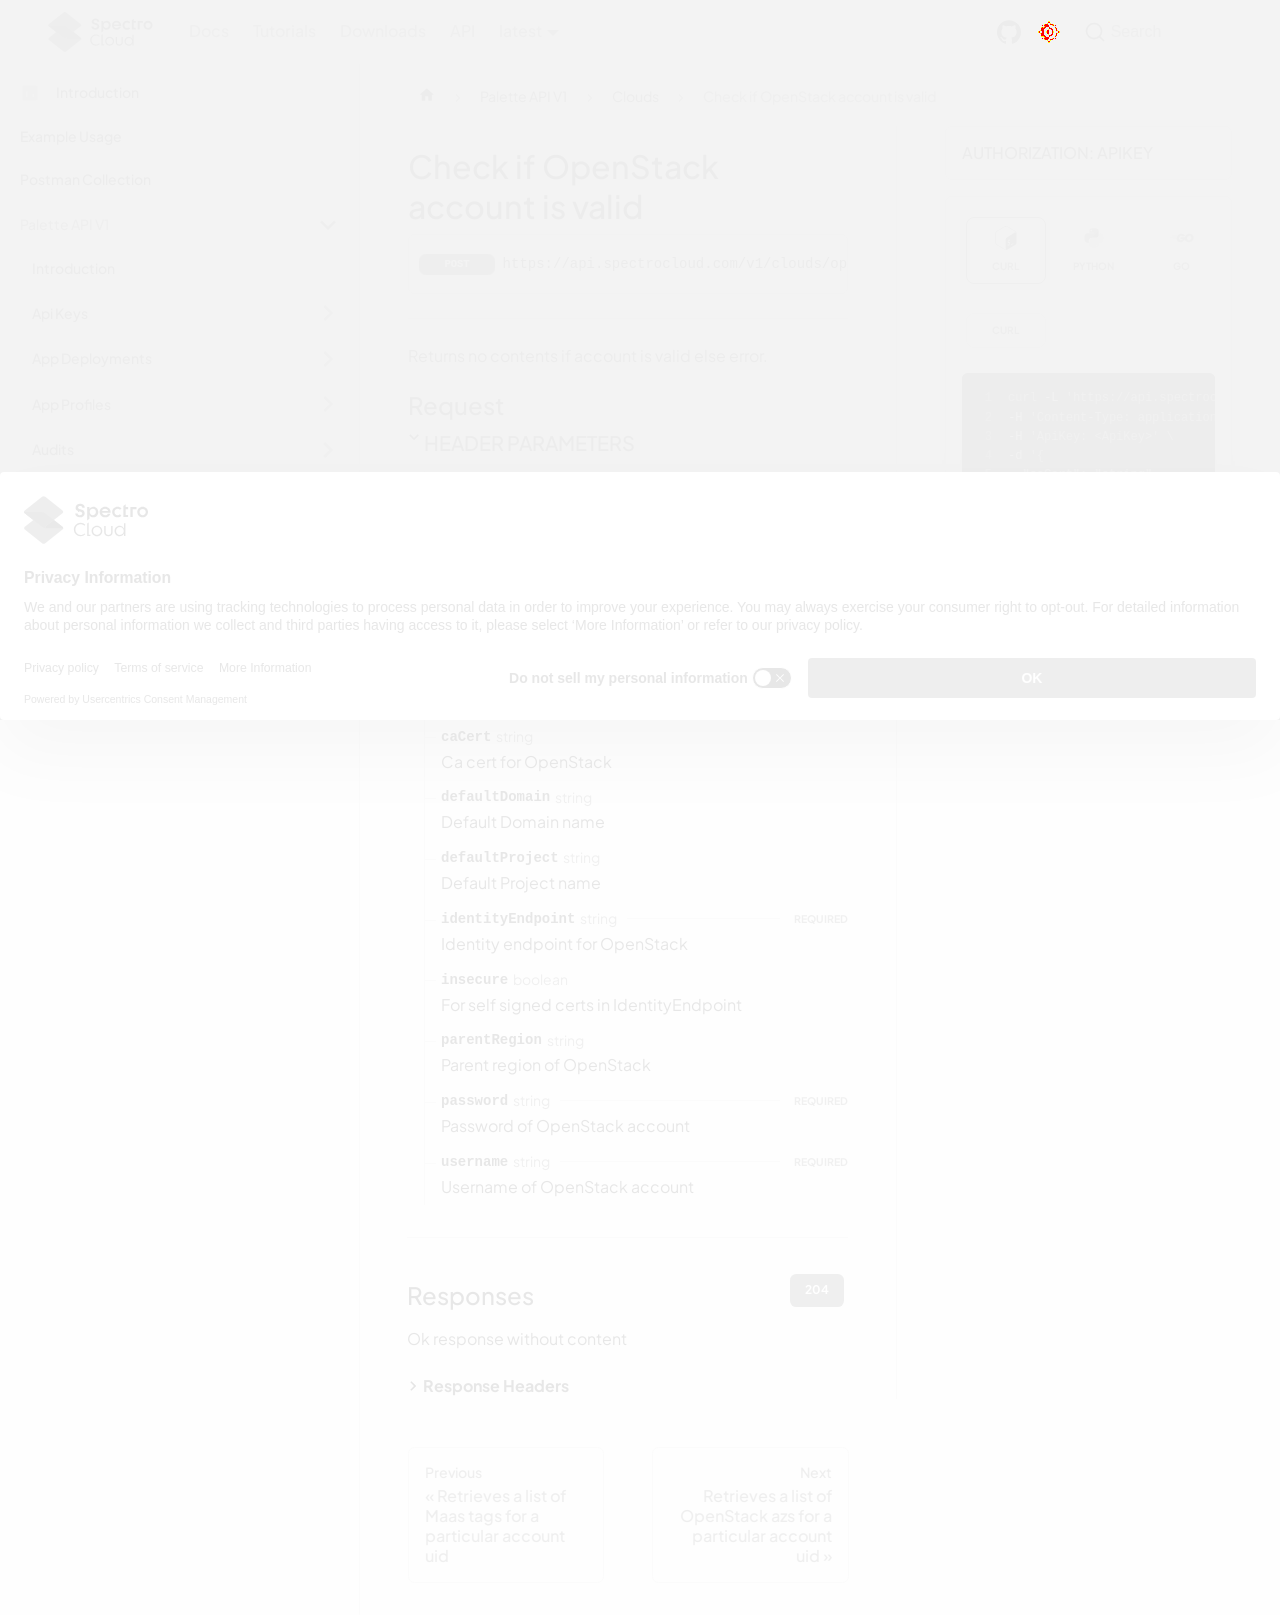 Spectro
Cloud
Docs
Tutorials
Downloads
API
latest
Search
Introduction
Example Usage
Postman Collection
Palette API V1
Introduction
Api Keys
App Deployments
App Profiles
Audits
Palette API V1
Clouds
Check if OpenStack account is valid
Check if OpenStack
account is valid
POST
https://api.spectrocloud.com/v1/clouds/op
Returns no contents if account is valid else error.
Request
HEADER PARAMETERS
AUTHORIZATION: APIKEY
CURL
PYTHON
GO
CURL
Spectro
Cloud
Privacy Information
We and our partners are using tracking technologies to process personal data in order to improve your experience. You may always exercise your consumer right to opt-out. For detailed information
about personal information we collect and third parties having access to it, please select ‘More Information’ or refer to our privacy policy.
Privacy policy
Terms of service
More Information
Powered by Usercentrics Consent Management
Do not sell my personal information
OK
caCert string
Ca cert for OpenStack
defaultDomain string
Default Domain name
defaultProject string
Default Project name
identityEndpoint string REQUIRED
Identity endpoint for OpenStack
insecure boolean
For self signed certs in IdentityEndpoint
parentRegion string
Parent region of OpenStack
password string REQUIRED
Password of OpenStack account
username string REQUIRED
Username of OpenStack account
Responses
204
Ok response without content
Response Headers
Previous
« Retrieves a list of
Maas tags for a
particular account
uid
Next
Retrieves a list of
OpenStack azs for a
particular account
uid »